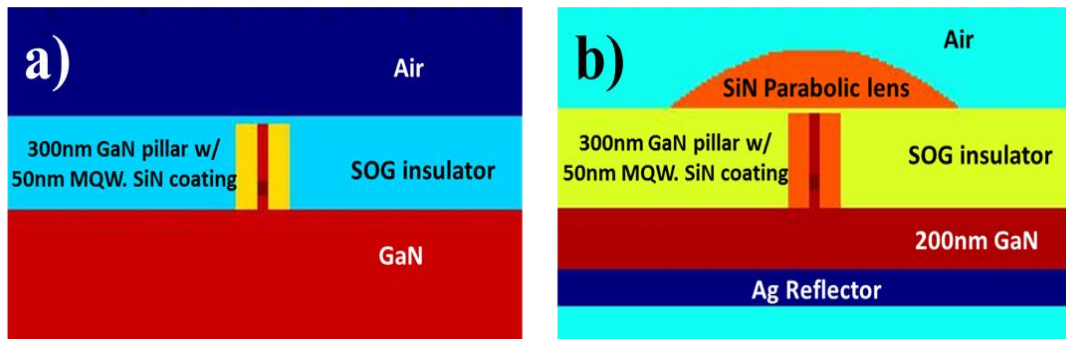 a)
Air
300nm GaN pillar w/
50nm MQW. SiN coating
SOG insulator
GaN
b)
Air
SiN Parabolic lens
300nm GaN pillar w/
50nm MQW. SiN coating
SOG insulator
200nm GaN
Ag Reflector